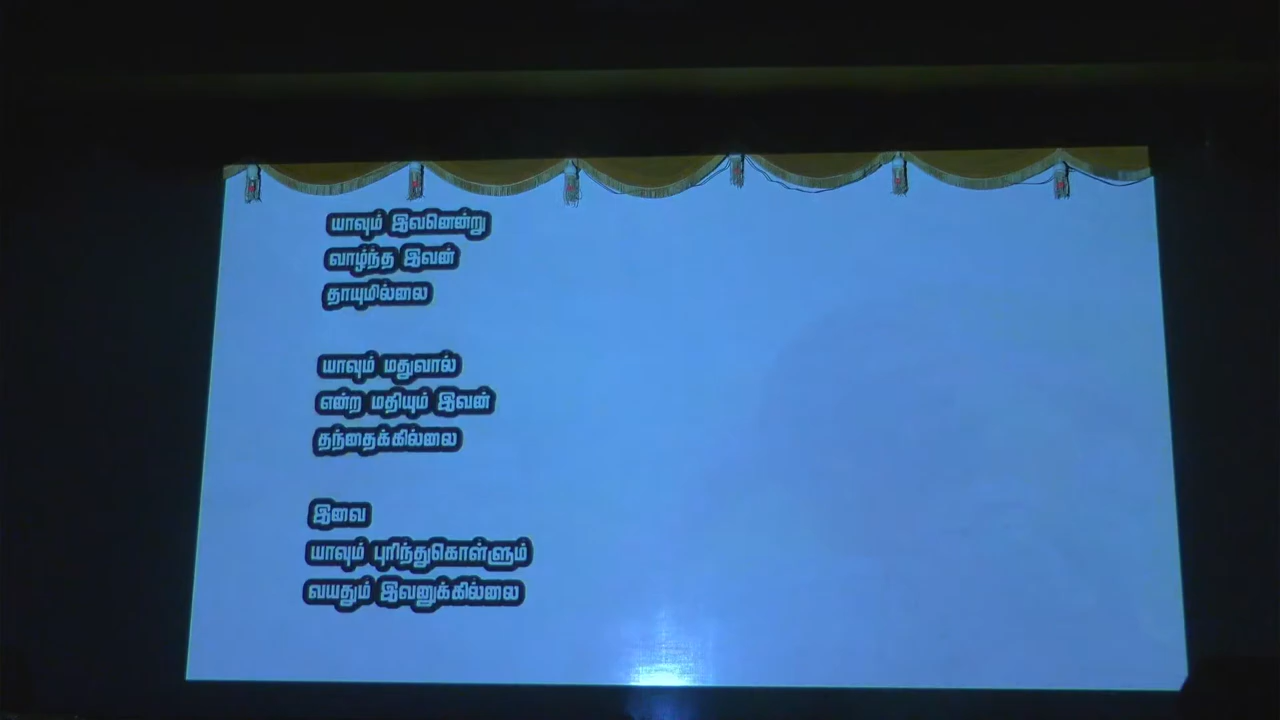 யாவும் இவனென்று
வாழ்ந்த இவன்
தாயுமில்லை
யாவும் மதுவால்
என்ற மதியும் இவன்
தந்தைக்கில்லை
இவை
யாவும் புரிந்துகொள்ளும்
வயதும் இவனுக்கில்லை